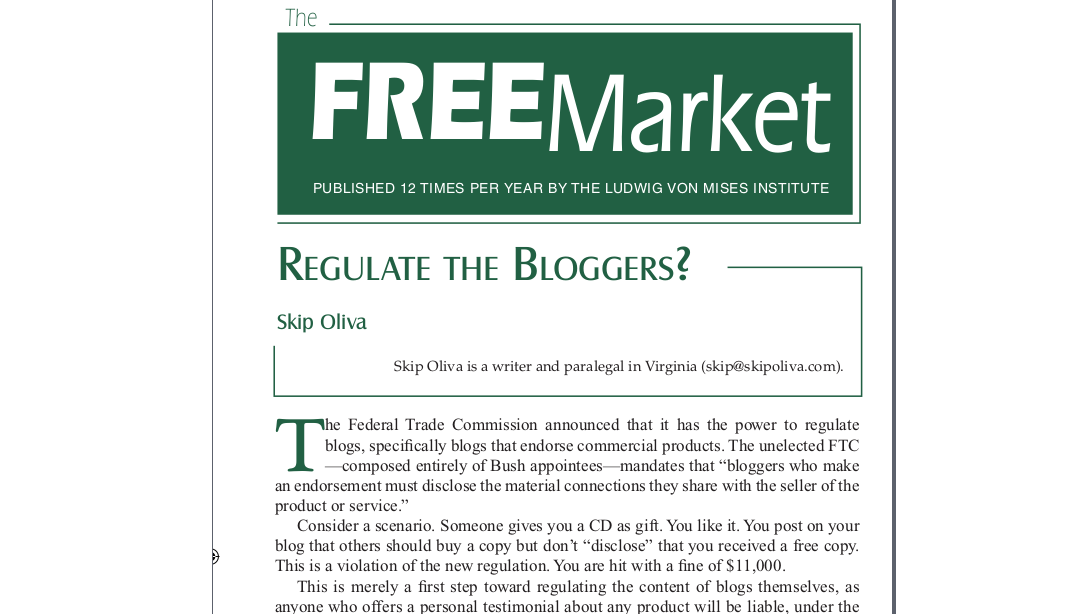 The
FREEMarket
PUBLISHED 12 TIMES PER YEAR BY THE LUDWIG VON MISES INSTITUTE
REGULATE THE BLOGGERS?
Skip Oliva
Skip Oliva is a writer and paralegal in Virginia (skip@skipoliva.com).
The Federal Trade Commission announced that it has the power to regulate
blogs, specifically blogs that endorse commercial products. The unelected FTC
—composed entirely of Bush appointees—mandates that “bloggers who make
an endorsement must disclose the material connections they share with the seller of the
product or service.”
Consider a scenario. Someone gives you a CD as gift. You like it. You post on your
blog that others should buy a copy but don’t “disclose” that you received a free copy.
This is a violation of the new regulation. You are hit with a fine of $11,000.
This is merely a first step toward regulating the content of blogs themselves, as
anyone who offers a personal testimonial about any product will be liable, under the